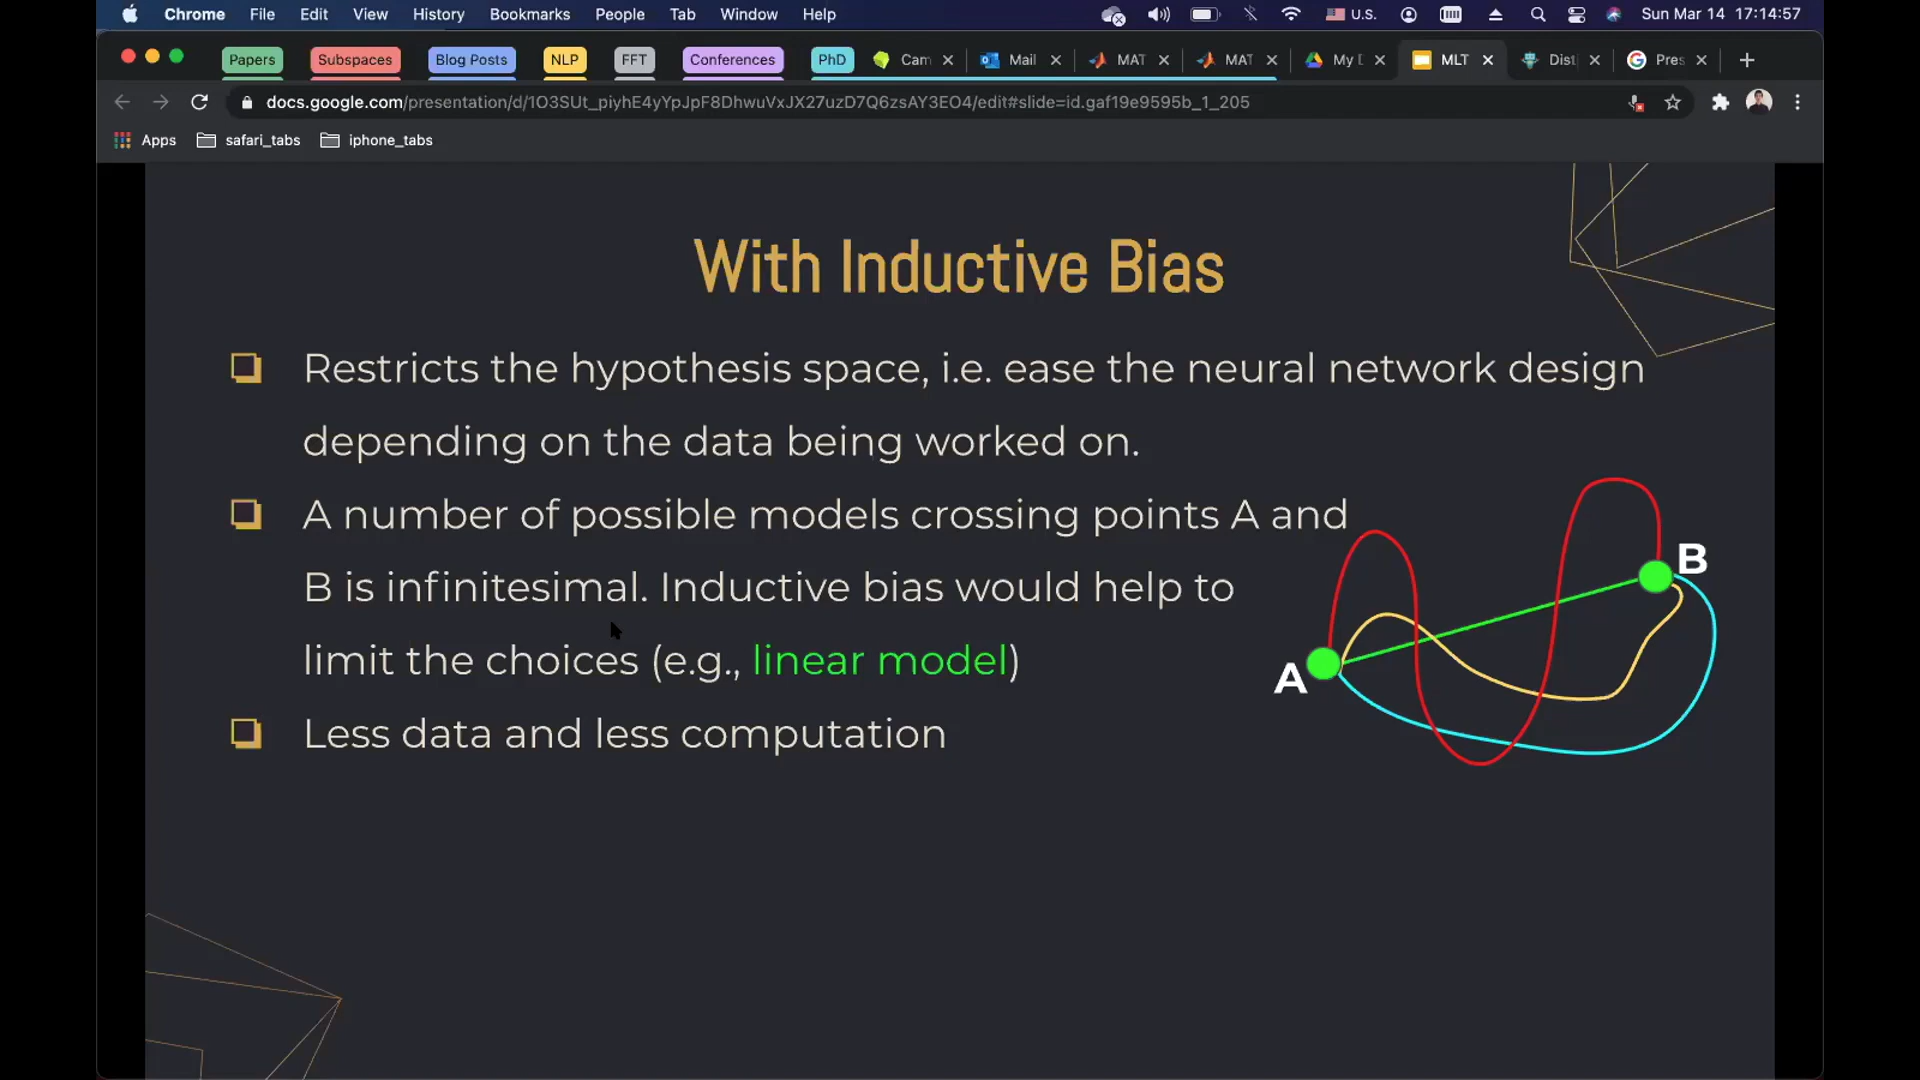 Chrome File Edit View History Bookmarks People Tab Window Help U.S. Sun Mar 14 17:14:57
Papers Subspaces Blog Posts NLP FFT Conferences PhD Cam Mail MAT MAT My D MLT Dist Pres
docs.google.com/presentation/d/1O3SUt_piyhE4yYpJpF8DhwuVxJX27uzD7Q6zsAY3EO4/edit#slide=id.gaf19e9595b_1_205
Apps safari_tabs iphone_tabs
With Inductive Bias
Restricts the hypothesis space, i.e. ease the neural network design
depending on the data being worked on.
A number of possible models crossing points A and
B is infinitesimal. Inductive bias would help to
limit the choices (e.g., linear model)
Less data and less computation
B
A